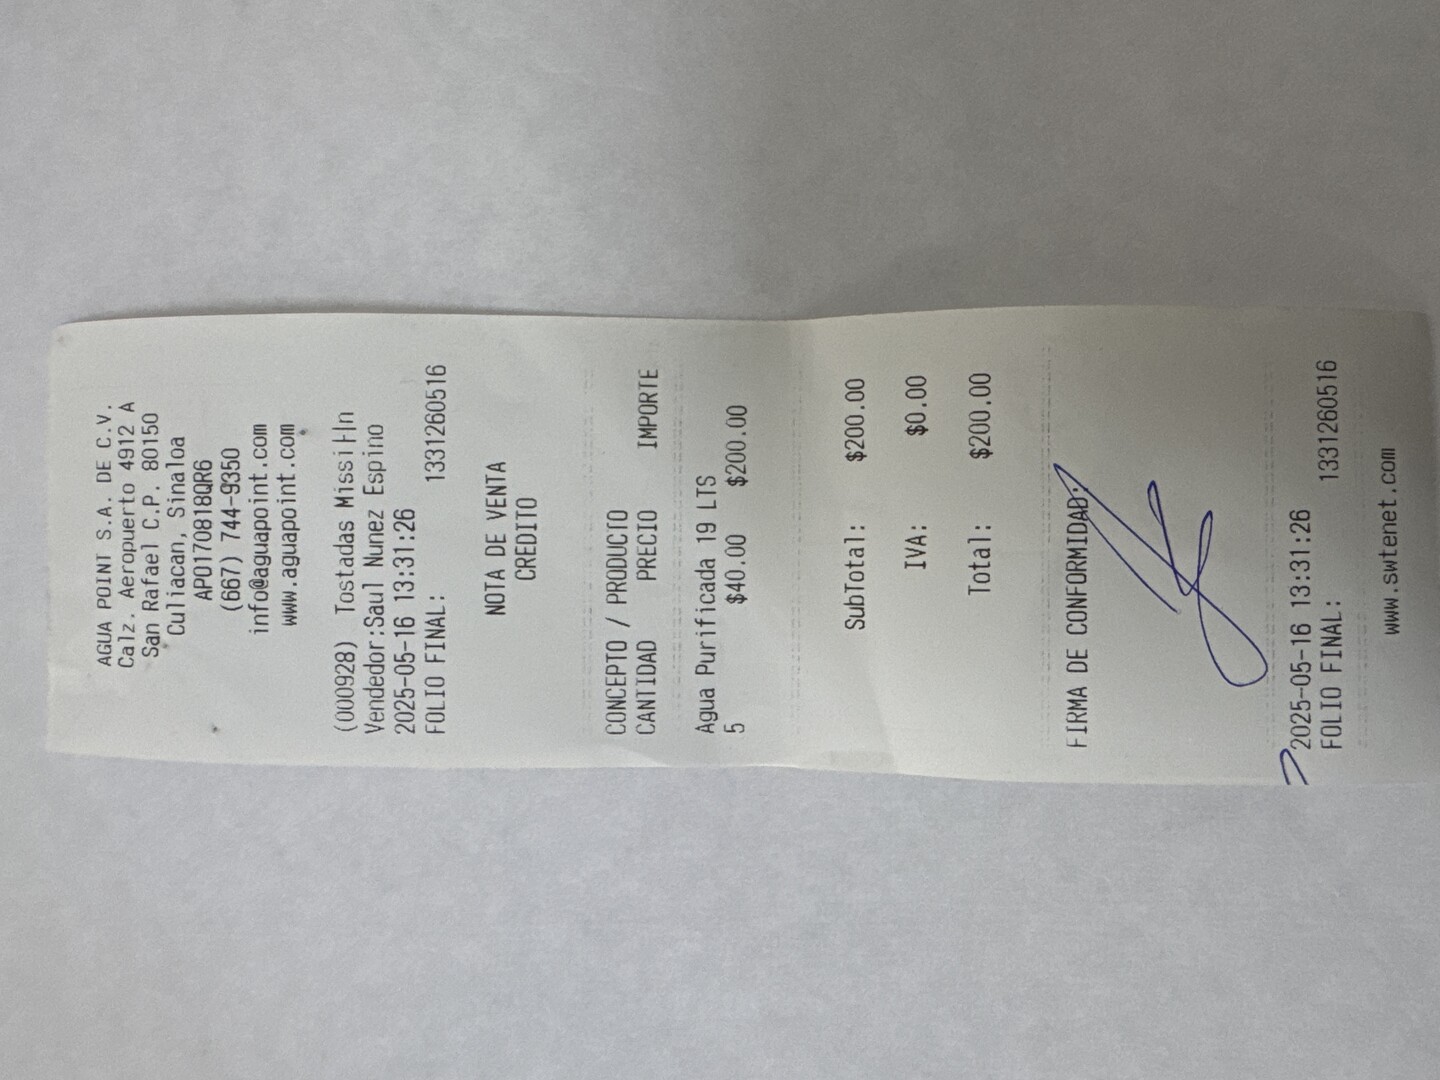 AGUA POINT S.A. DE C.V.
Calz. Aeropuerto 4912 A
San Rafael C.P. 80150
Culiacan, Sinaloa
APO170818QR6
(667) 744-9350
info@aguapoint.com
www.aguapoint.com
(000928) Tostadas Missi Hln
Vendedor:Saul Nunez Espino
2025-05-16 13:31:26
FOLIO FINAL: 1331260516
NOTA DE VENTA
CREDITO
CONCEPTO / PRODUCTO
CANTIDAD PRECIO IMPORTE
Agua Purificada 19 LTS
5 $40.00 $200.00
SubTotal: $200.00
IVA: $0.00
Total: $200.00
FIRMA DE CONFORMIDAD:
2025-05-16 13:31:26
FOLIO FINAL: 1331260516
www.swtenet.com